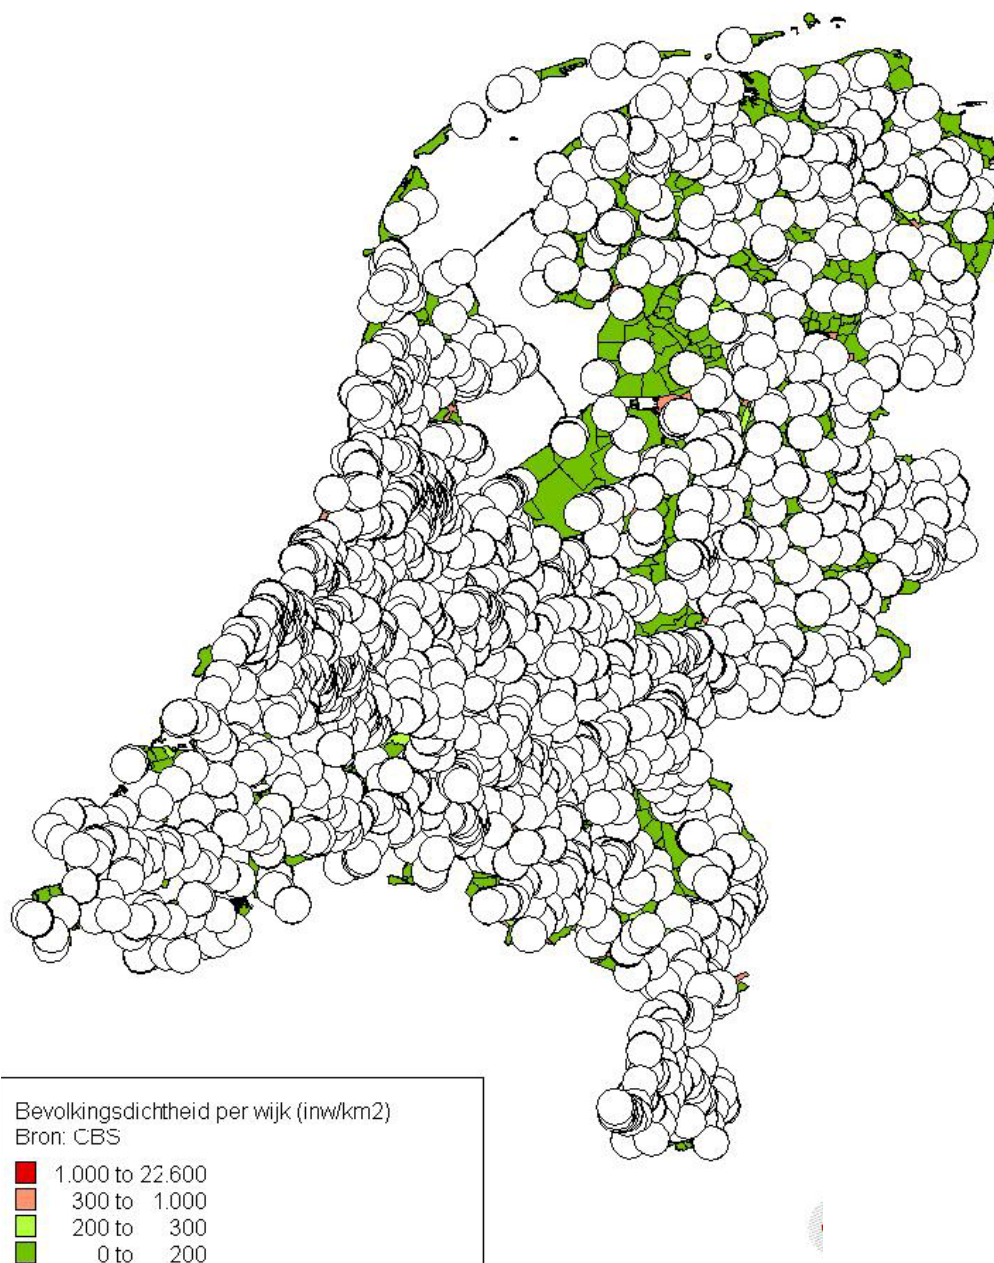 Bevolkingsdichtheid per wijk (inw/km2)
Bron: CBS
1.000 to 22.600
300 to 1.000
200 to 300
0 to 200